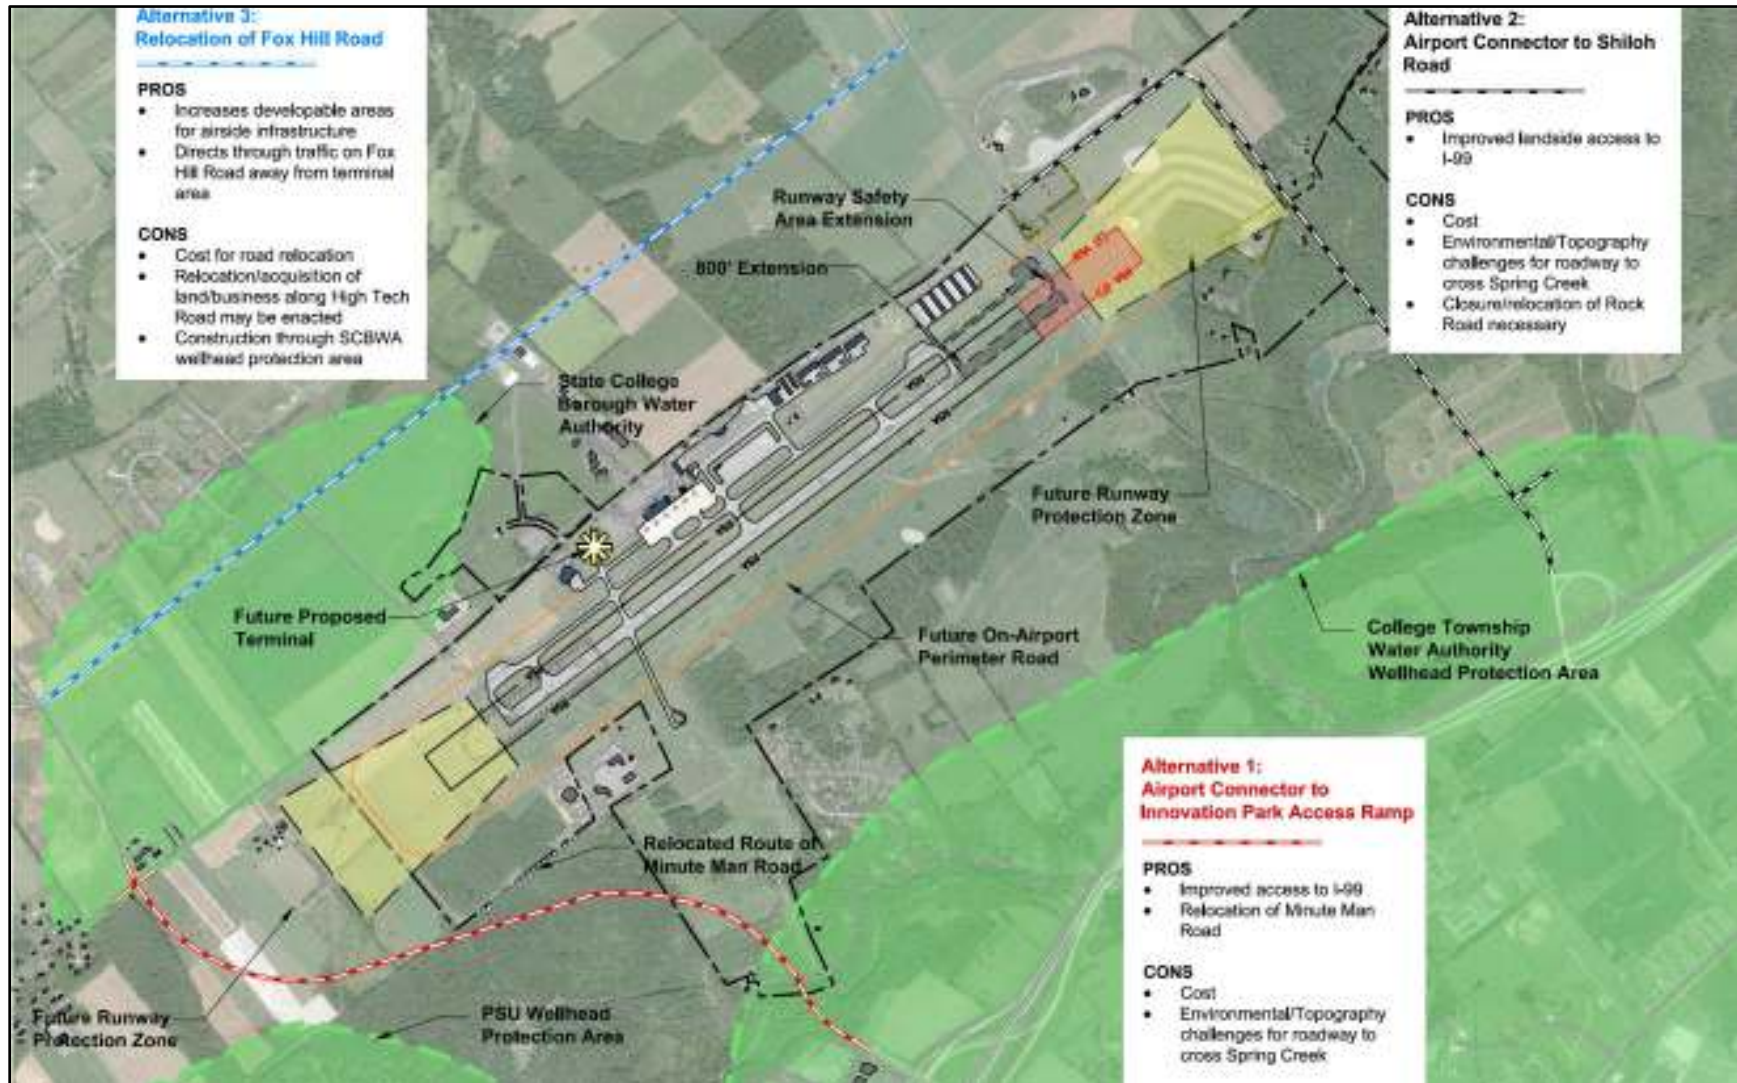 Alternative 3:
Relocation of Fox Hill Road
PROS
• Increases developable areas
for airside infrastructure
• Directs through traffic on Fox
Hill Road away from terminal
area
CONS
• Cost for road relocation
• Relocation/acquisition of
land/business along High Tech
Road may be enacted
• Construction through SCBWA
wellhead protection area
Alternative 2:
Airport Connector to Shiloh
Road
PROS
• Improved landside access to
I-99
CONS
• Cost
• Environmental/Topography
challenges for roadway to
cross Spring Creek
• Closure/relocation of Rock
Road necessary
Runway Safety
Area Extension
800' Extension
State College
Borough Water
Authority
Future Runway
Protection Zone
Future Proposed
Terminal
Future On-Airport
Perimeter Road
College Township
Water Authority
Wellhead Protection Area
Relocated Route of
Minute Man Road
Future Runway
Protection Zone
PSU Wellhead
Protection Area
Alternative 1:
Airport Connector to
Innovation Park Access Ramp
PROS
• Improved access to I-99
• Relocation of Minute Man
Road
CONS
• Cost
• Environmental/Topography
challenges for roadway to
cross Spring Creek